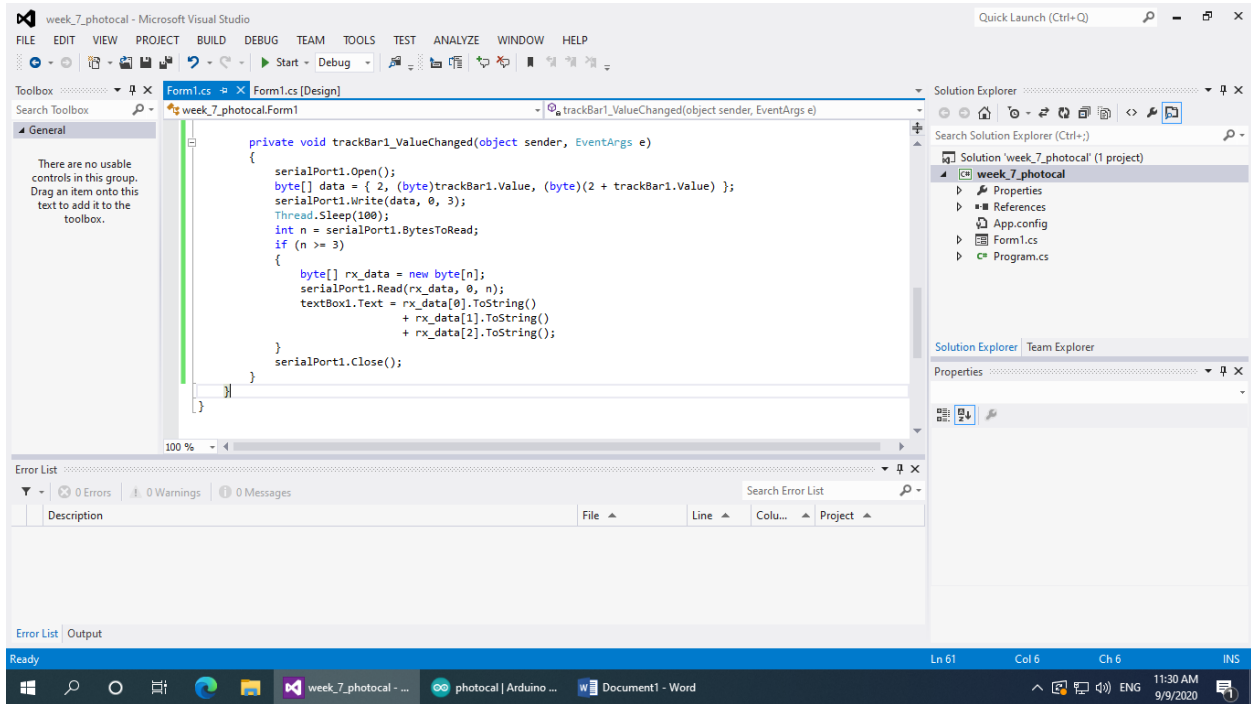 week_7_photocal - Microsoft Visual Studio
Quick Launch (Ctrl+Q)
FILE EDIT VIEW PROJECT BUILD DEBUG TEAM TOOLS TEST ANALYZE WINDOW HELP
Start Debug
Toolbox
Search Toolbox
General
There are no usable
controls in this group.
Drag an item onto this
text to add it to the
toolbox.
Form1.cs Form1.cs [Design]
week_7_photocal.Form1 trackBar1_ValueChanged(object sender, EventArgs e)
private void trackBar1_ValueChanged(object sender, EventArgs e)
{
serialPort1.Open();
byte[] data = { 2, (byte)trackBar1.Value, (byte)(2 + trackBar1.Value) };
serialPort1.Write(data, 0, 3);
Thread.Sleep(100);
int n = serialPort1.BytesToRead;
if (n >= 3)
{
byte[] rx_data = new byte[n];
serialPort1.Read(rx_data, 0, n);
textBox1.Text = rx_data[0].ToString()
+ rx_data[1].ToString()
+ rx_data[2].ToString();
}
serialPort1.Close();
}
}
}
100 %
Solution Explorer
Search Solution Explorer (Ctrl+;)
Solution 'week_7_photocal' (1 project)
C# week_7_photocal
Properties
References
App.config
Form1.cs
C# Program.cs
Solution Explorer Team Explorer
Properties
Error List
0 Errors 0 Warnings 0 Messages
Search Error List
Description File Line Colu... Project
Error List Output
Ready
Ln 61 Col 6 Ch 6 INS
week_7_photocal - ... photocal | Arduino ... Document1 - Word
ENG
11:30 AM
9/9/2020
1